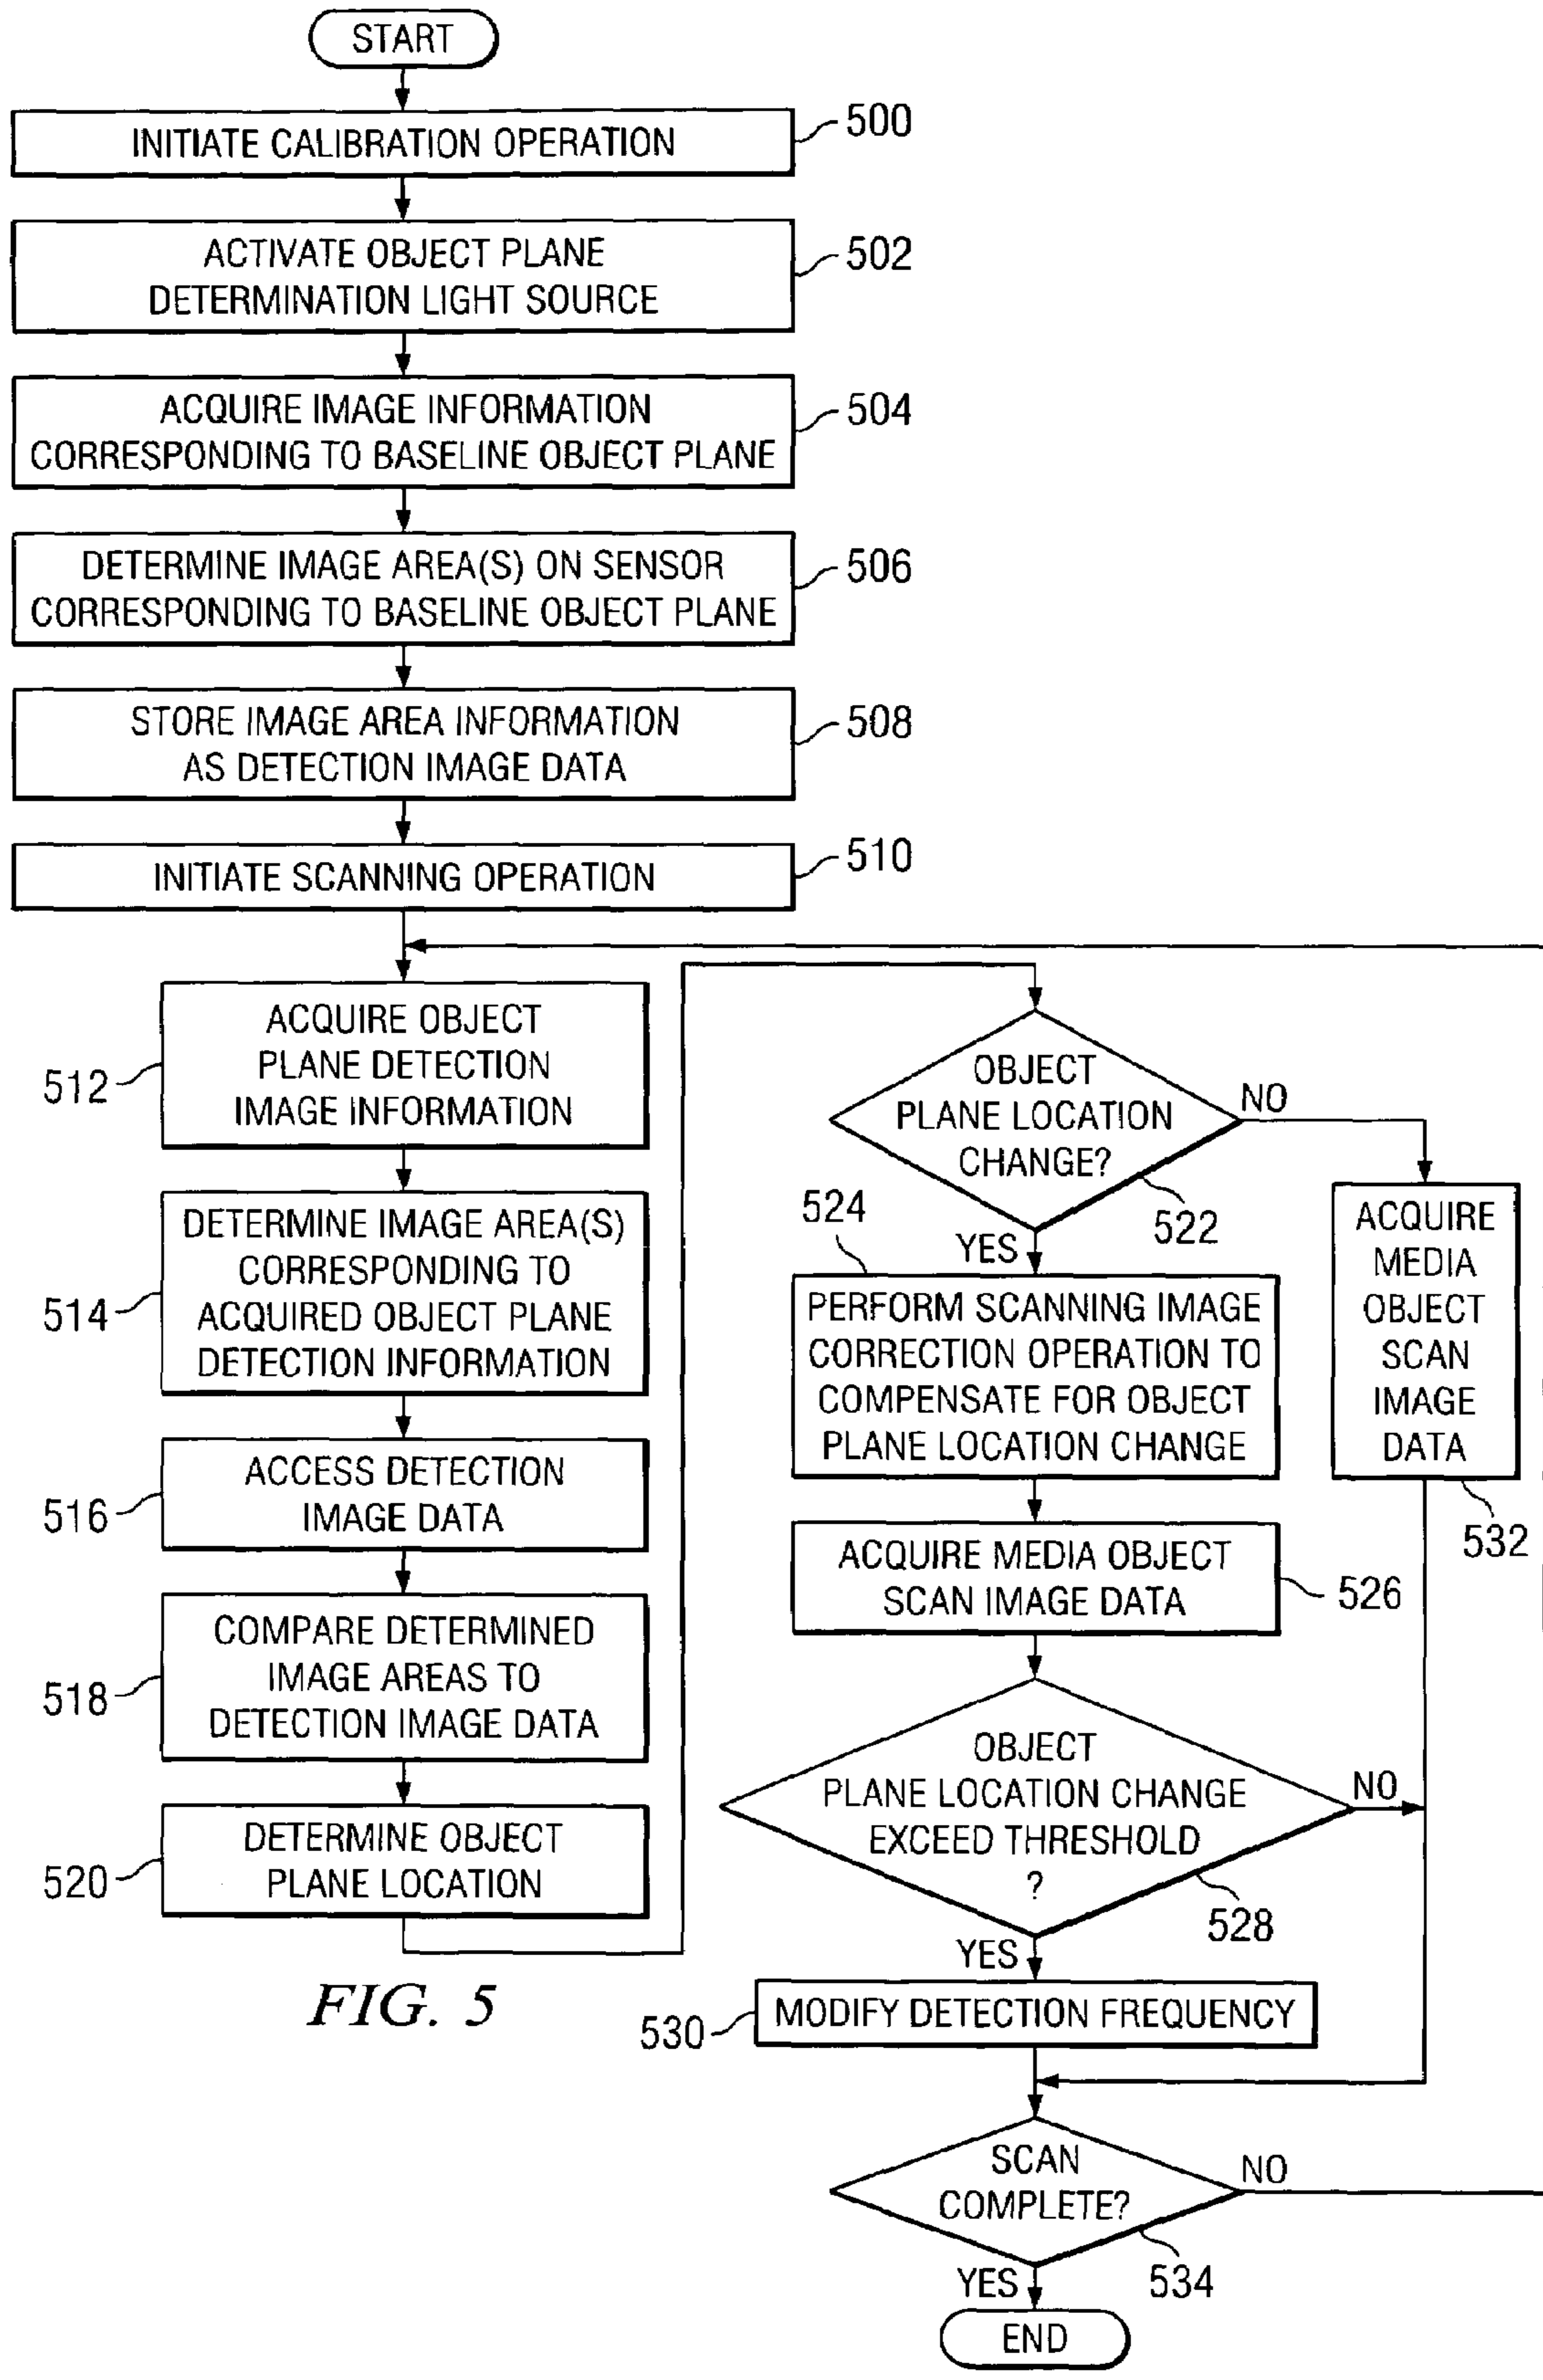 START
INITIATE CALIBRATION OPERATION
500
ACTIVATE OBJECT PLANE
DETERMINATION LIGHT SOURCE
502
ACQUIRE IMAGE INFORMATION
CORRESPONDING TO BASELINE OBJECT PLANE
504
DETERMINE IMAGE AREA(S) ON SENSOR
CORRESPONDING TO BASELINE OBJECT PLANE
506
STORE IMAGE AREA INFORMATION
AS DETECTION IMAGE DATA
508
INITIATE SCANNING OPERATION
510
ACQUIRE OBJECT
PLANE DETECTION
IMAGE INFORMATION
512
DETERMINE IMAGE AREA(S)
CORRESPONDING TO
ACQUIRED OBJECT PLANE
DETECTION INFORMATION
514
ACCESS DETECTION
IMAGE DATA
516
COMPARE DETERMINED
IMAGE AREAS TO
DETECTION IMAGE DATA
518
DETERMINE OBJECT
PLANE LOCATION
520
OBJECT
PLANE LOCATION
CHANGE?
522
NO
YES
524
PERFORM SCANNING IMAGE
CORRECTION OPERATION TO
COMPENSATE FOR OBJECT
PLANE LOCATION CHANGE
ACQUIRE
MEDIA
OBJECT
SCAN
IMAGE
DATA
532
ACQUIRE MEDIA OBJECT
SCAN IMAGE DATA
526
OBJECT
PLANE LOCATION CHANGE
EXCEED THRESHOLD
?
528
NO
YES
MODIFY DETECTION FREQUENCY
530
SCAN
COMPLETE?
534
NO
YES
END
FIG. 5